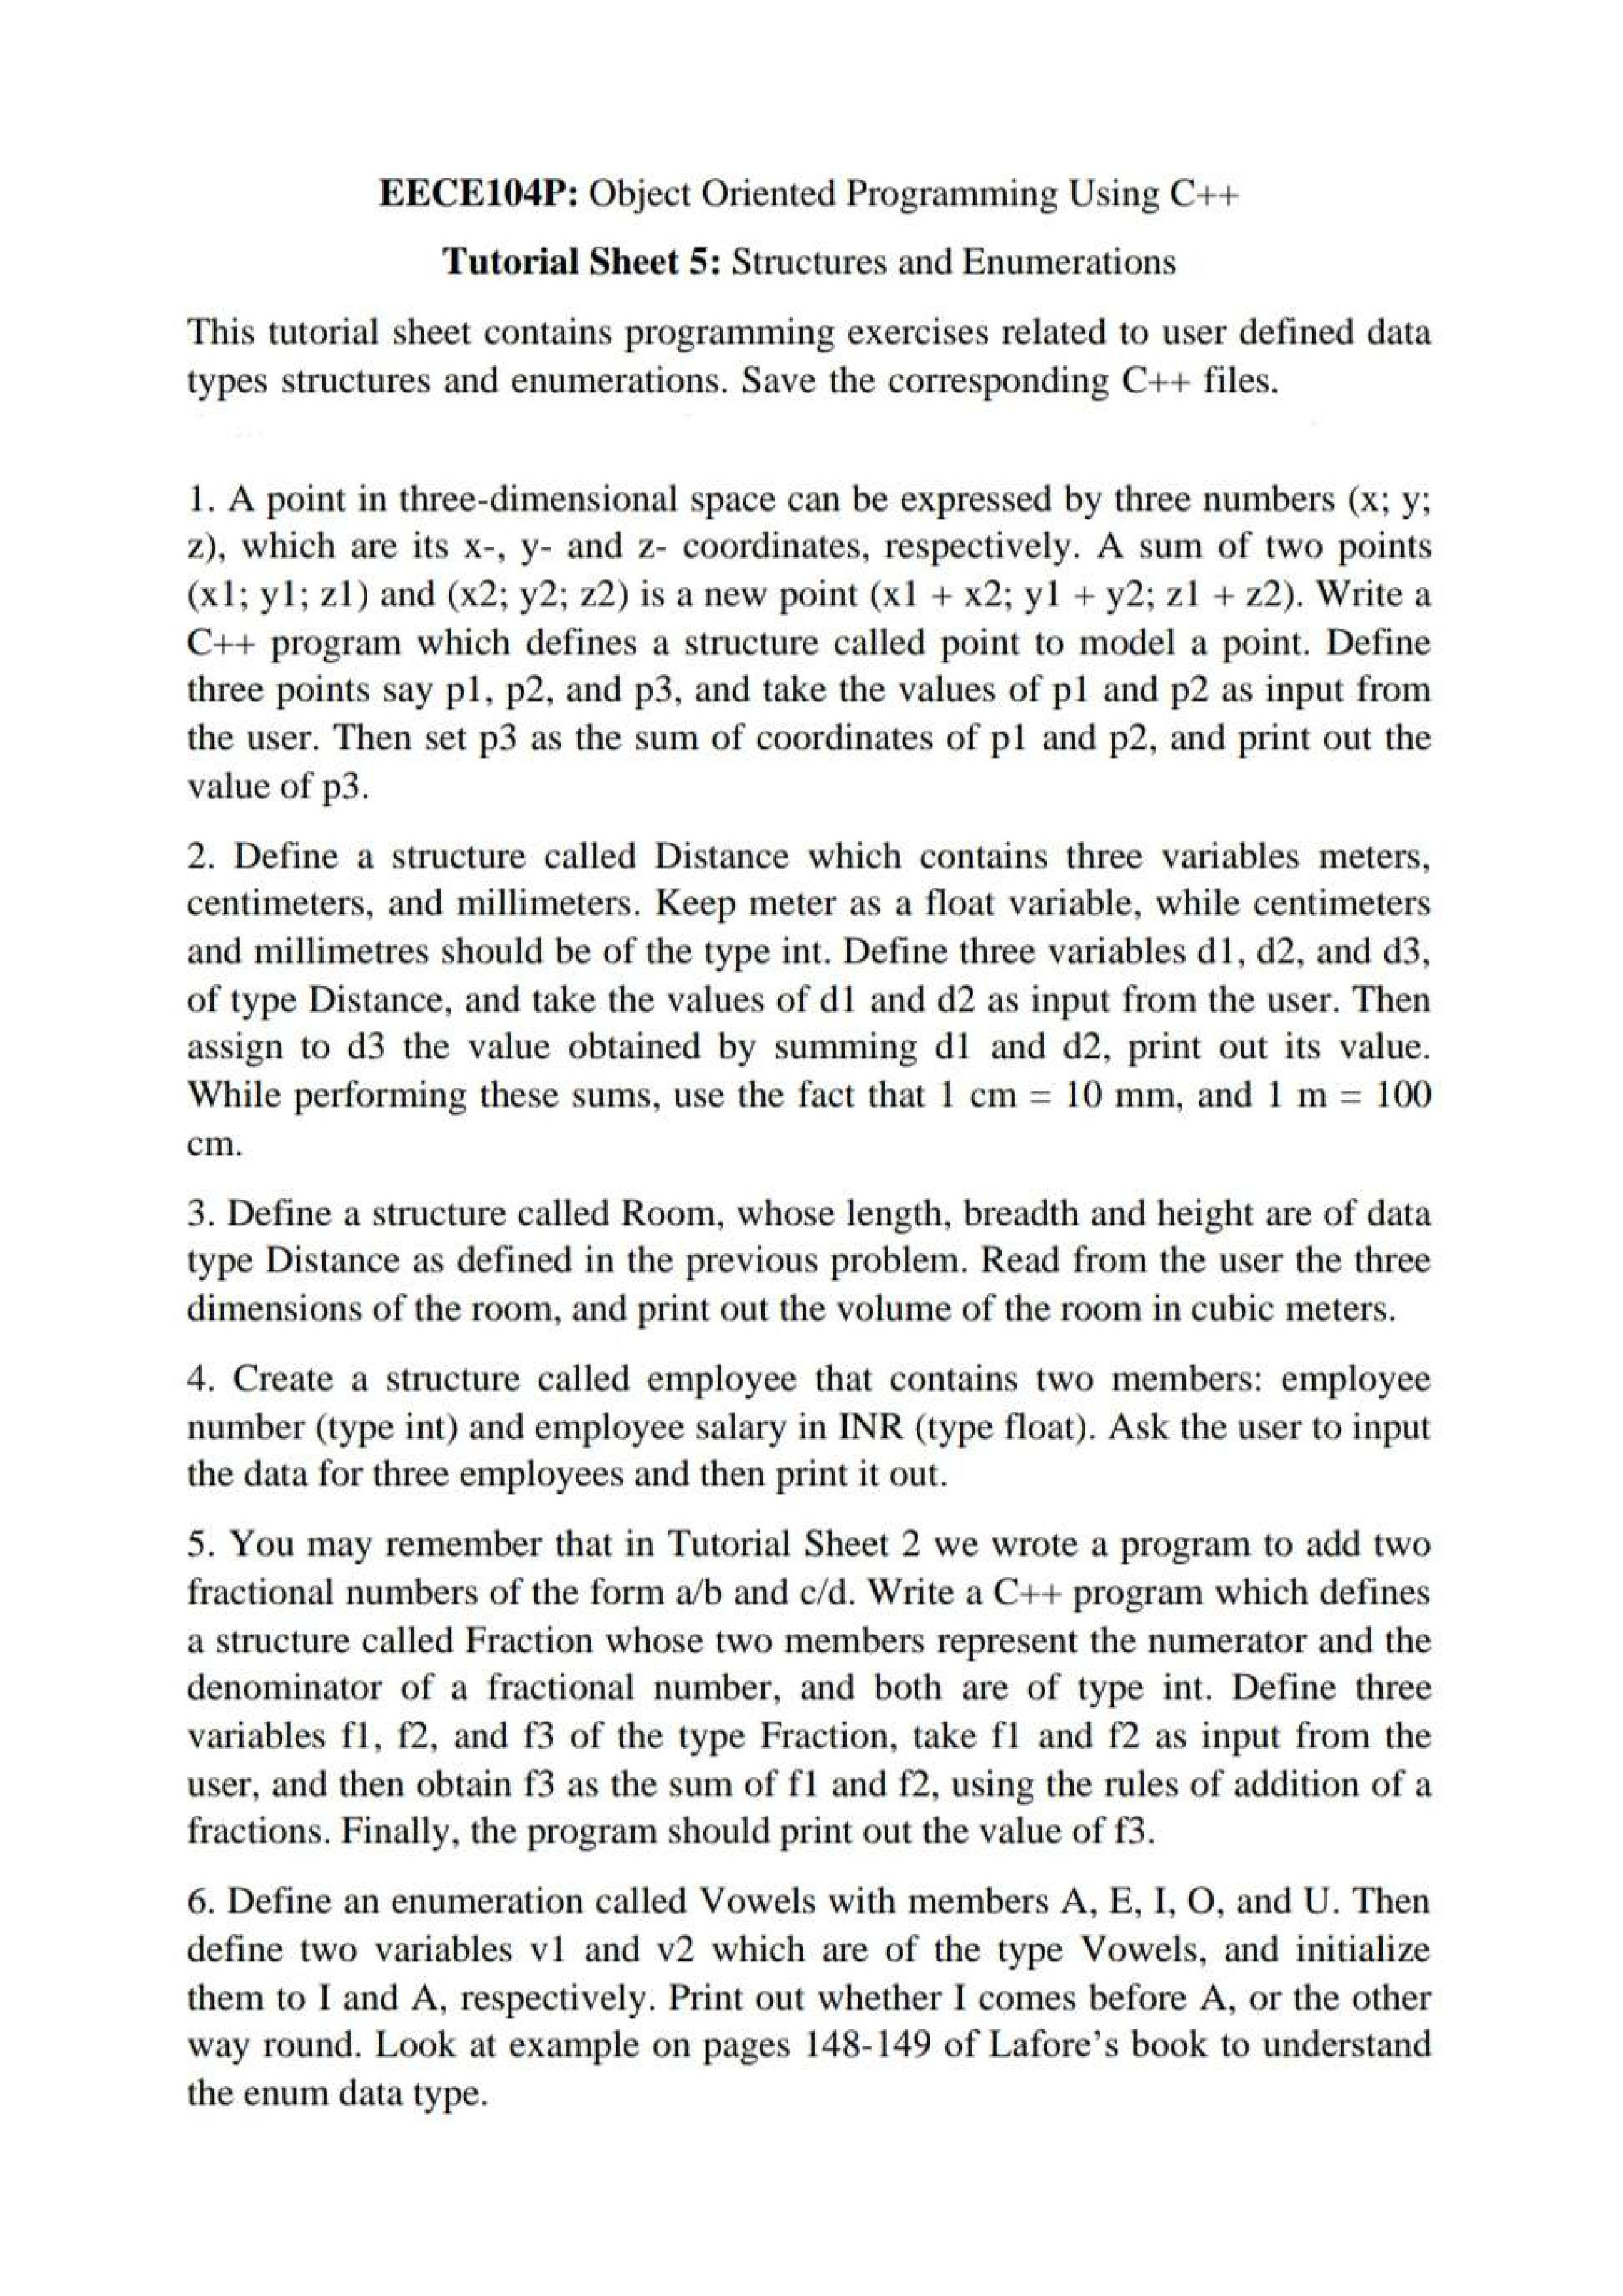 EECE104P: Object Oriented Programming Using C++
Tutorial Sheet 5: Structures and Enumerations
This tutorial sheet contains programming exercises related to user defined data
types structures and enumerations. Save the corresponding C++ files.
1. A point in three-dimensional space can be expressed by three numbers (x; y;
z), which are its x-, y- and z- coordinates, respectively. A sum of two points
(x1; y1; z1) and (x2; y2; z2) is a new point (x1 + x2; y1 + y2; z1 + z2). Write a
C++ program which defines a structure called point to model a point. Define
three points say p1, p2, and p3, and take the values of p1 and p2 as input from
the user. Then set p3 as the sum of coordinates of p1 and p2, and print out the
value of p3.
2. Define a structure called Distance which contains three variables meters,
centimeters, and millimeters. Keep meter as a float variable, while centimeters
and millimetres should be of the type int. Define three variables d1, d2, and d3,
of type Distance, and take the values of d1 and d2 as input from the user. Then
assign to d3 the value obtained by summing d1 and d2, print out its value.
While performing these sums, use the fact that 1 cm = 10 mm, and 1 m = 100
cm.
3. Define a structure called Room, whose length, breadth and height are of data
type Distance as defined in the previous problem. Read from the user the three
dimensions of the room, and print out the volume of the room in cubic meters.
4. Create a structure called employee that contains two members: employee
number (type int) and employee salary in INR (type float). Ask the user to input
the data for three employees and then print it out.
5. You may remember that in Tutorial Sheet 2 we wrote a program to add two
fractional numbers of the form a/b and c/d. Write a C++ program which defines
a structure called Fraction whose two members represent the numerator and the
denominator of a fractional number, and both are of type int. Define three
variables f1, f2, and f3 of the type Fraction, take f1 and f2 as input from the
user, and then obtain f3 as the sum of f1 and f2, using the rules of addition of a
fractions. Finally, the program should print out the value of f3.
6. Define an enumeration called Vowels with members A, E, I, O, and U. Then
define two variables v1 and v2 which are of the type Vowels, and initialize
them to I and A, respectively. Print out whether I comes before A, or the other
way round. Look at example on pages 148-149 of Lafore's book to understand
the enum data type.